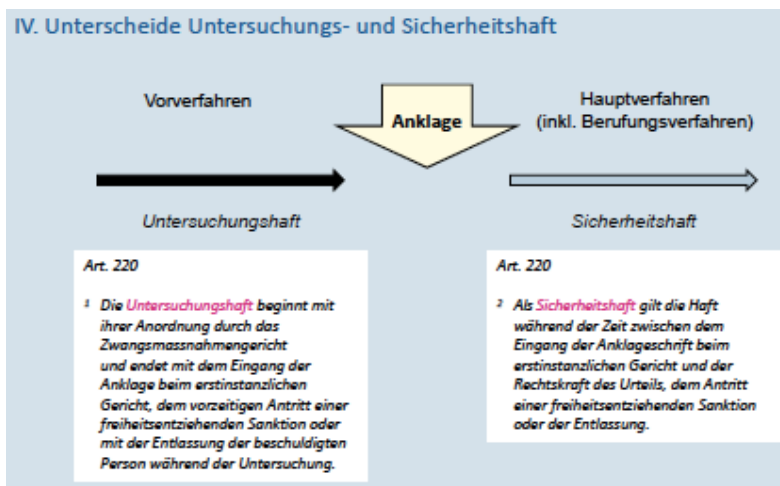 IV. Unterscheide Untersuchungs- und Sicherheitshaft
Vorverfahren
Anklage
Hauptverfahren
(inkl. Berufungsverfahren)
Untersuchungshaft
Sicherheitshaft
Art. 220
1 Die Untersuchungshaft beginnt mit
ihrer Anordnung durch das
Zwangsmassnahmengericht
und endet mit dem Eingang der
Anklage beim erstinstanzlichen
Gericht, dem vorzeitigen Antritt einer
freiheitsentziehenden Sanktion oder
mit der Entlassung der beschuldigten
Person während der Untersuchung.
Art. 220
2 Als Sicherheitshaft gilt die Haft
während der Zeit zwischen dem
Eingang der Anklageschrift beim
erstinstanzlichen Gericht und der
Rechtskraft des Urteils, dem Antritt
einer freiheitsentziehenden Sanktion
oder der Entlassung.